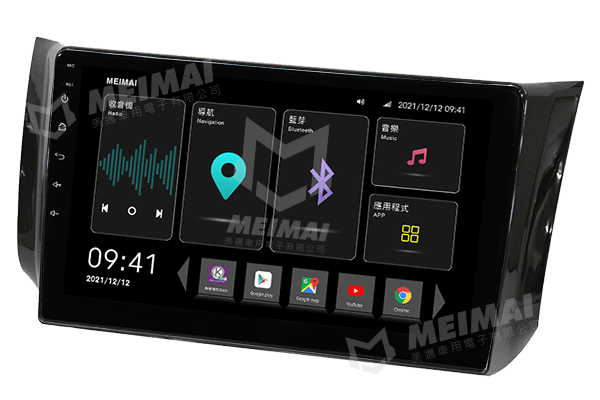 MEIMAI
2021/12/12 09:41
收音機
Radio
導航
Navigation
藍芽
Bluetooth
音樂
Music
應用程式
APP
09:41
2021/12/12
Google play
Google map
YouTube
Chrome
MEIMAI
美邁車用電子有限公司
MEIMAI
美邁車用電子有限公司
MEIMAI
美邁車用電子有限公司